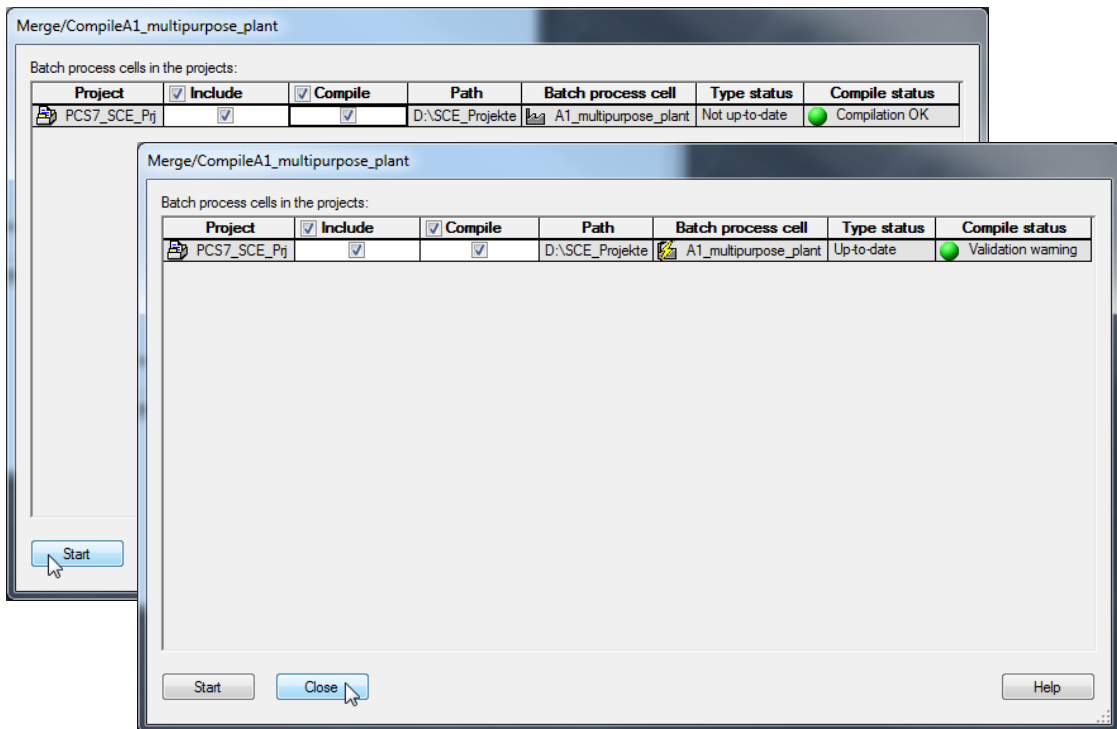 Merge/CompileA1_multipurpose_plant
Batch process cells in the projects:
Project Include Compile Path Batch process cell Type status Compile status
PCS7_SCE_Prj D:\SCE_Projekte A1_multipurpose_plant Not up-to-date Compilation OK
Start
Merge/CompileA1_multipurpose_plant
Batch process cells in the projects:
Project Include Compile Path Batch process cell Type status Compile status
PCS7_SCE_Prj D:\SCE_Projekte A1_multipurpose_plant Up-to-date Validation warning
Start Close Help